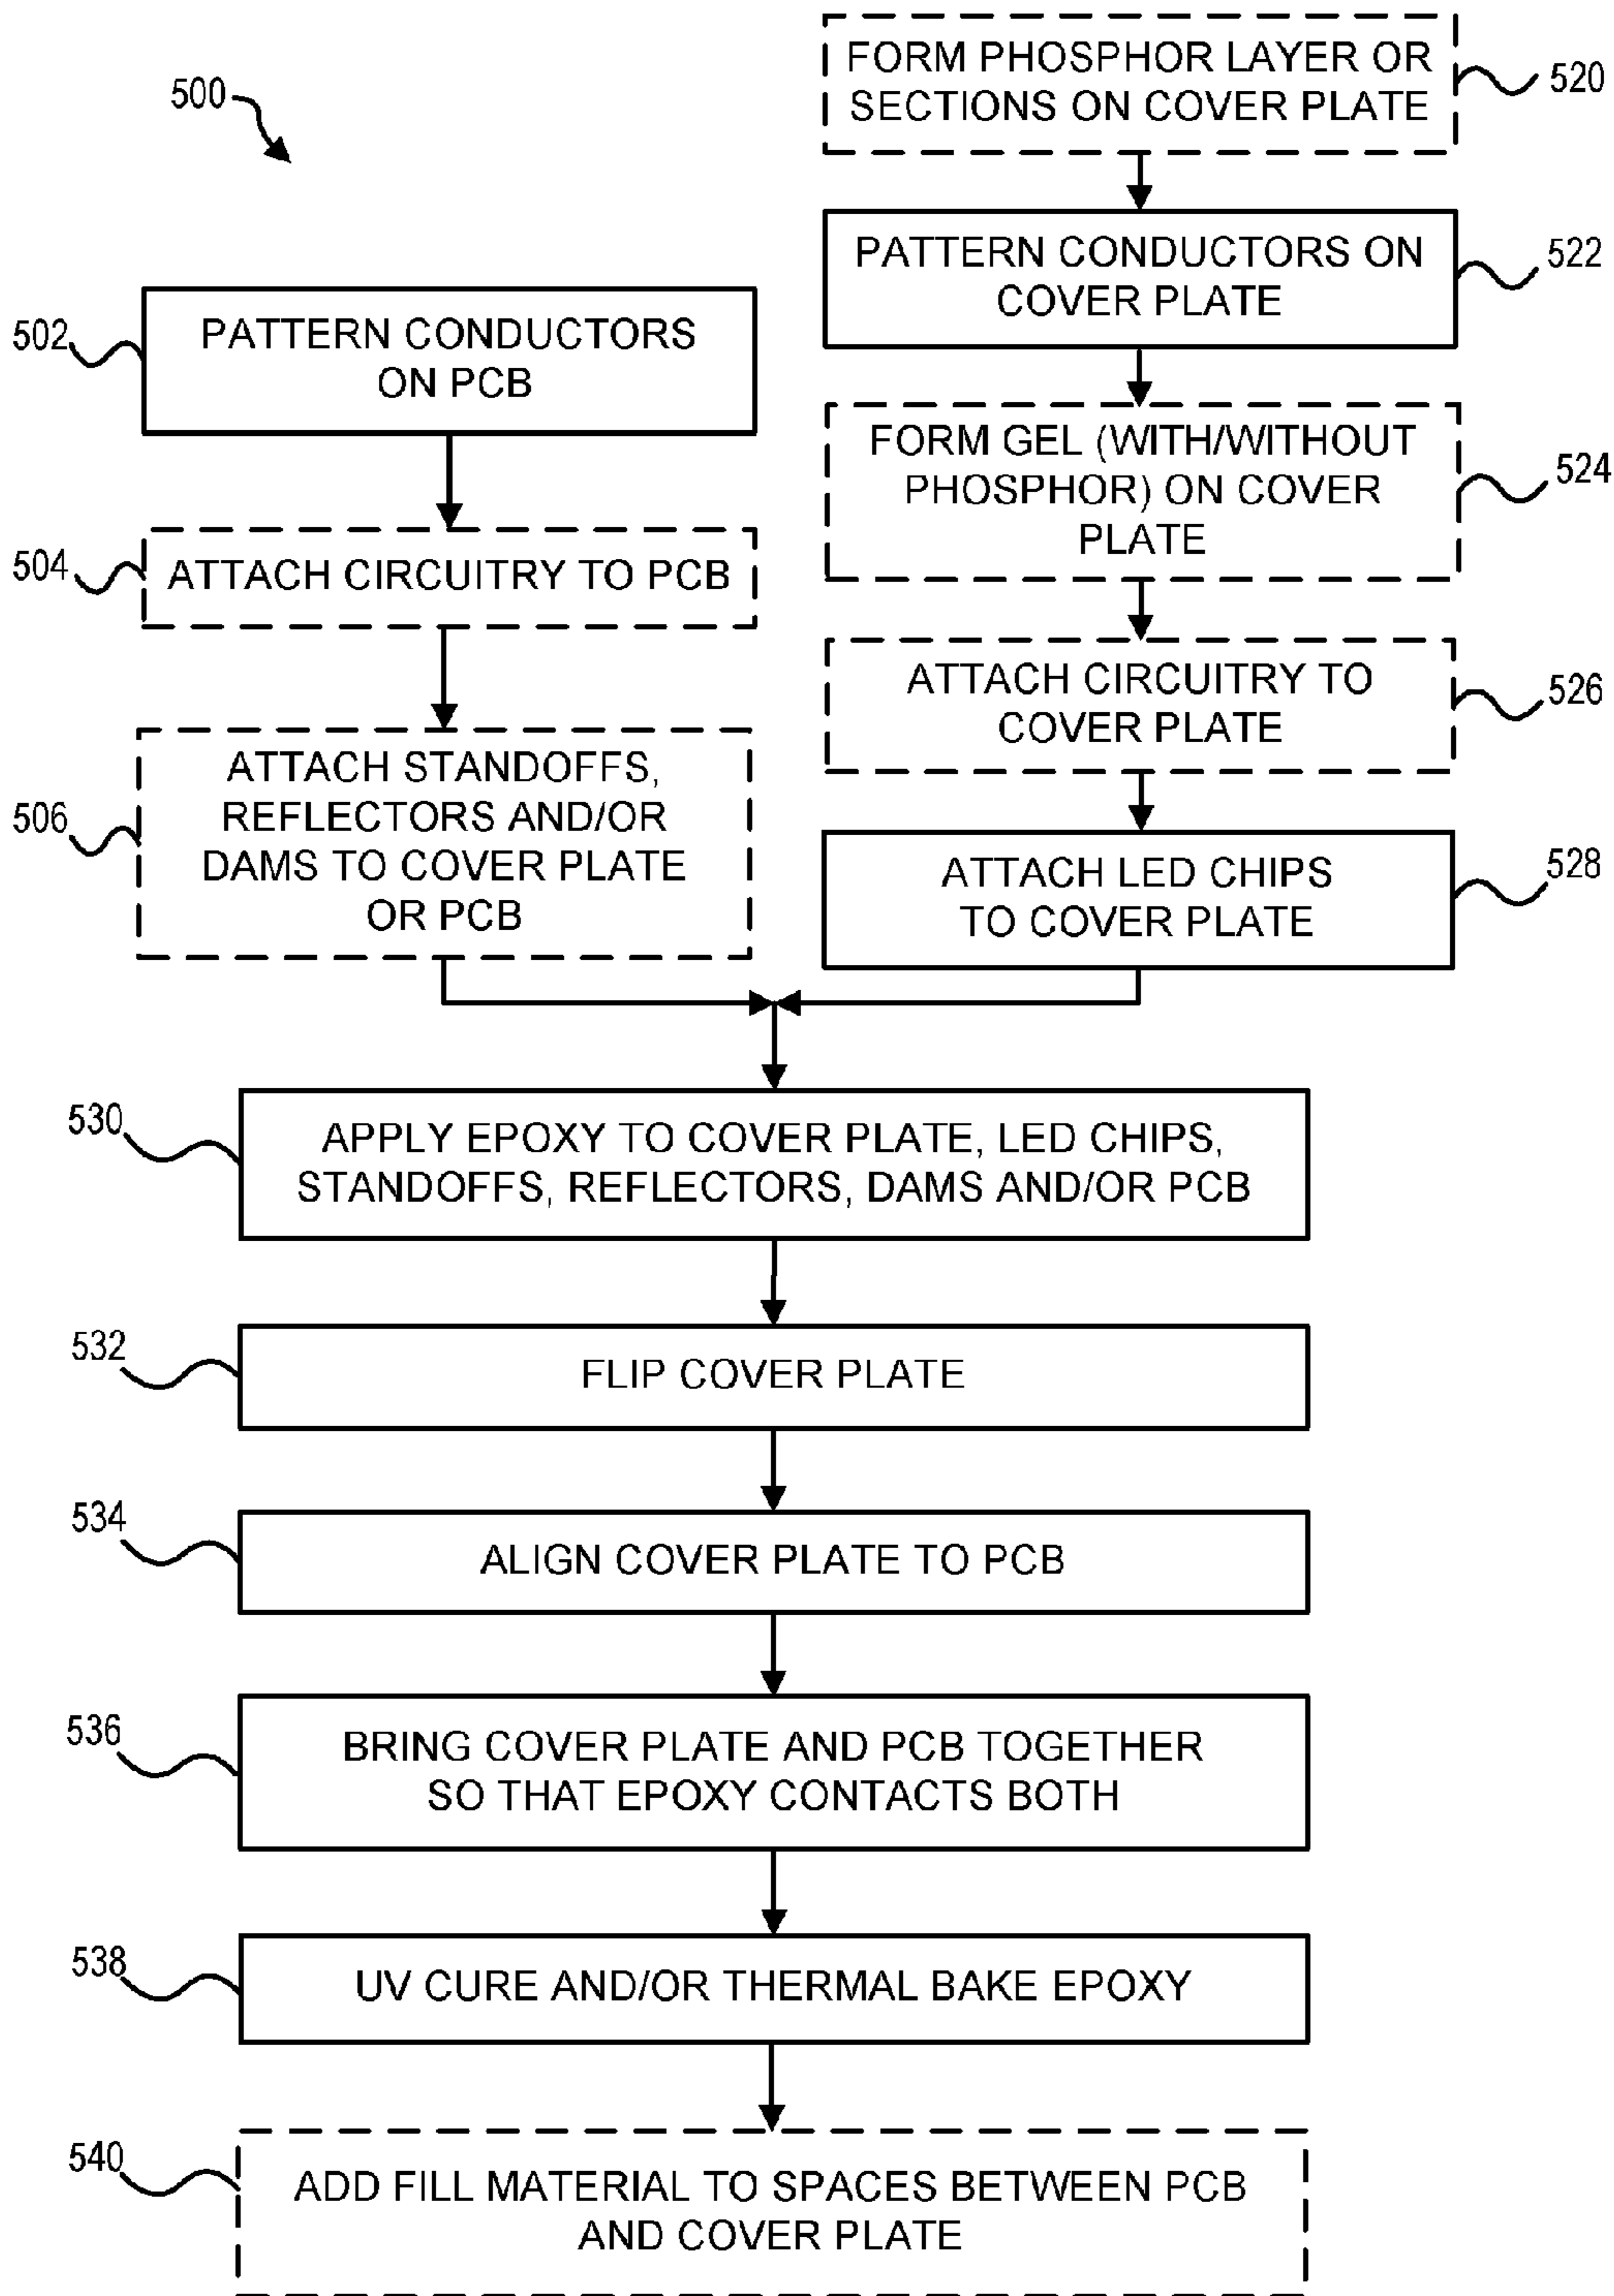 500
FORM PHOSPHOR LAYER OR
SECTIONS ON COVER PLATE
520
PATTERN CONDUCTORS ON
COVER PLATE
522
502
PATTERN CONDUCTORS
ON PCB
FORM GEL (WITH/WITHOUT
PHOSPHOR) ON COVER
PLATE
524
504
ATTACH CIRCUITRY TO PCB
ATTACH CIRCUITRY TO
COVER PLATE
526
506
ATTACH STANDOFFS,
REFLECTORS AND/OR
DAMS TO COVER PLATE
OR PCB
ATTACH LED CHIPS
TO COVER PLATE
528
530
APPLY EPOXY TO COVER PLATE, LED CHIPS,
STANDOFFS, REFLECTORS, DAMS AND/OR PCB
532
FLIP COVER PLATE
534
ALIGN COVER PLATE TO PCB
536
BRING COVER PLATE AND PCB TOGETHER
SO THAT EPOXY CONTACTS BOTH
538
UV CURE AND/OR THERMAL BAKE EPOXY
540
ADD FILL MATERIAL TO SPACES BETWEEN PCB
AND COVER PLATE